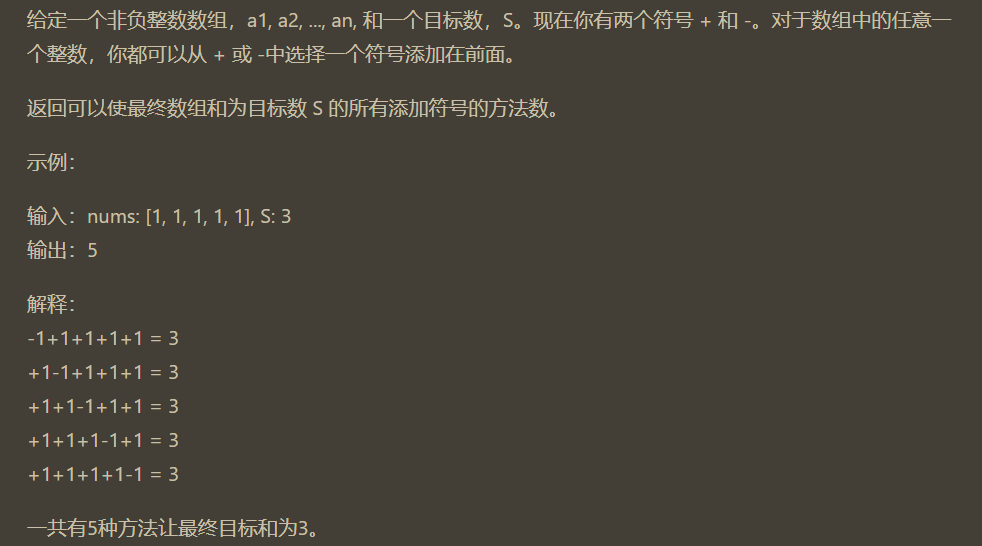 给定一个非负整数数组，a1, a2, ..., an, 和一个目标数，S。现在你有两个符号 + 和 -。对于数组中的任意一
个整数，你都可以从 + 或 -中选择一个符号添加在前面。
返回可以使最终数组和为目标数 S 的所有添加符号的方法数。
示例：
输入：nums: [1, 1, 1, 1, 1], S: 3
输出：5
解释：
-1+1+1+1+1 = 3
+1-1+1+1+1 = 3
+1+1-1+1+1 = 3
+1+1+1-1+1 = 3
+1+1+1+1-1 = 3
一共有5种方法让最终目标和为3。